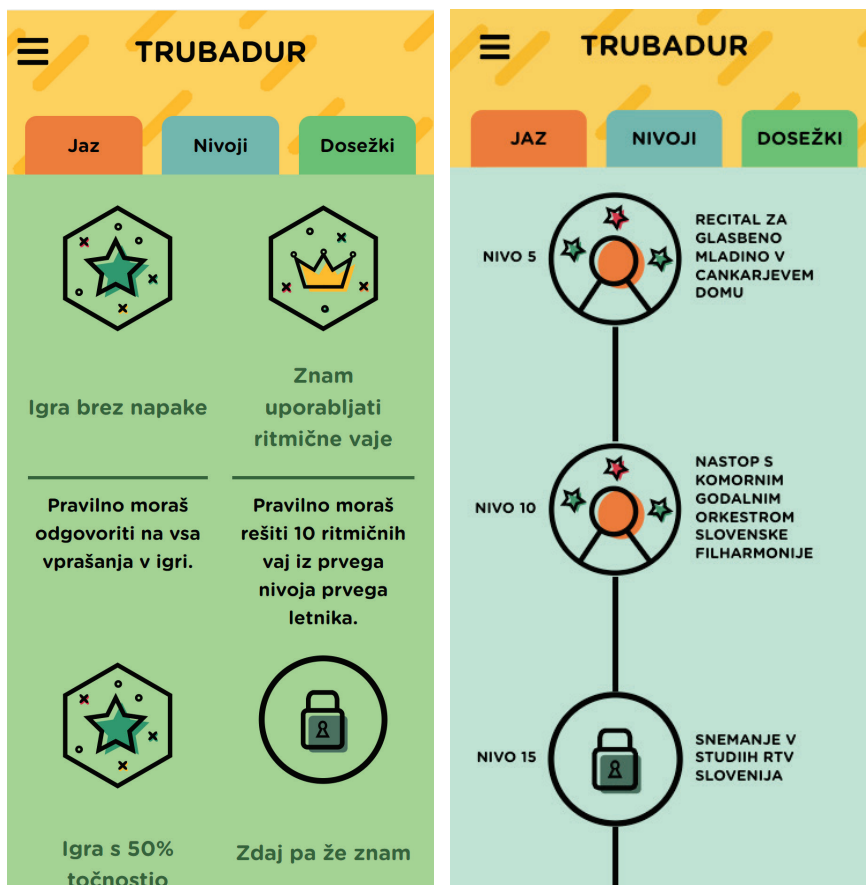 TRUBADUR
Jaz
Nivoji
Dosežki
Igra brez napake
Pravilno moraš
odgovoriti na vsa
vprašanja v igri.
Znam
uporabljati
ritmične vaje
Pravilno moraš
rešiti 10 ritmičnih
vaj iz prvega
nivoja prvega
letnika.
Igra s 50%
točnostjo
Zdaj pa že znam
TRUBADUR
JAZ
NIVOJI
DOSEŽKI
NIVO 5
RECITAL ZA
GLASBENO
MLADINO V
CANKARJEVEM
DOMU
NIVO 10
NASTOP S
KOMORNIM
GODALNIM
ORKESTROM
SLOVENSKE
FILHARMONIJE
NIVO 15
SNEMANJE V
STUDIIH RTV
SLOVENIJA